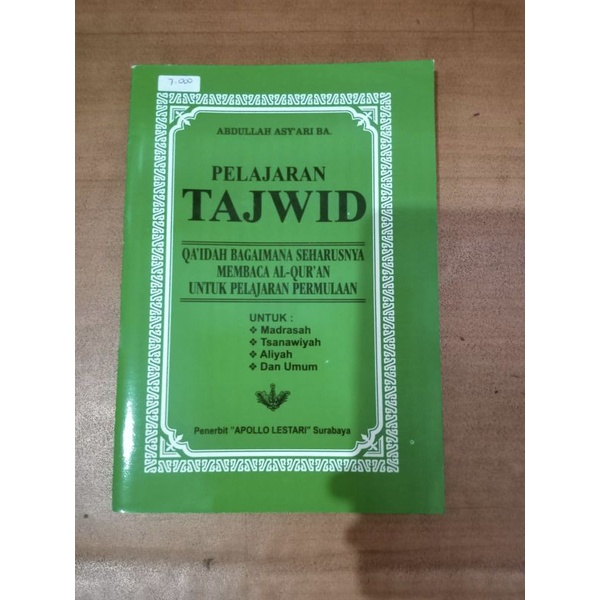 7.000
ABDULLAH ASY'ARI BA.
PELAJARAN
TAJWID
QA'IDAH BAGAIMANA SEHARUSNYA
MEMBACA AL-QUR'AN
UNTUK PELAJARAN PERMULAAN
UNTUK :
❖ Madrasah
❖ Tsanawiyah
❖ Aliyah
❖ Dan Umum
Penerbit "APOLLO LESTARI" Surabaya